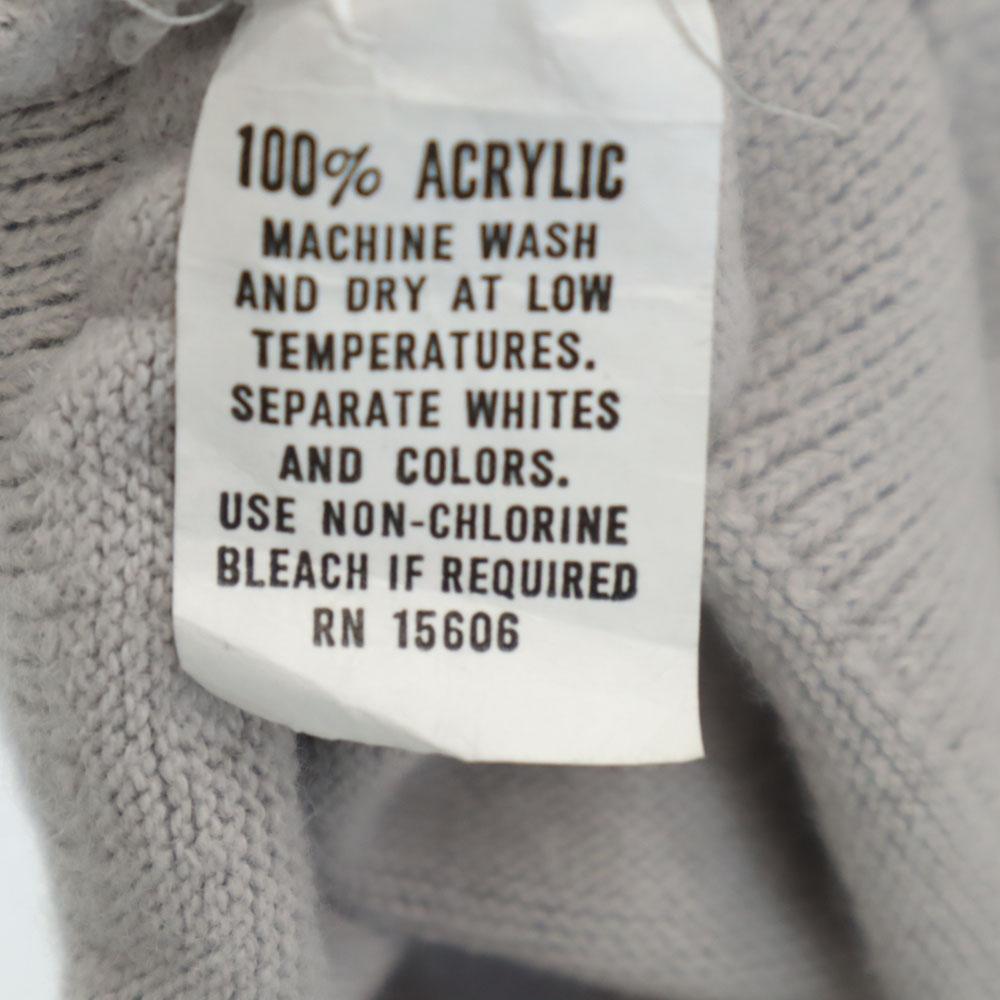 100% ACRYLIC
MACHINE WASH
AND DRY AT LOW
TEMPERATURES.
SEPARATE WHITES
AND COLORS.
USE NON-CHLORINE
BLEACH IF REQUIRED
RN 15606